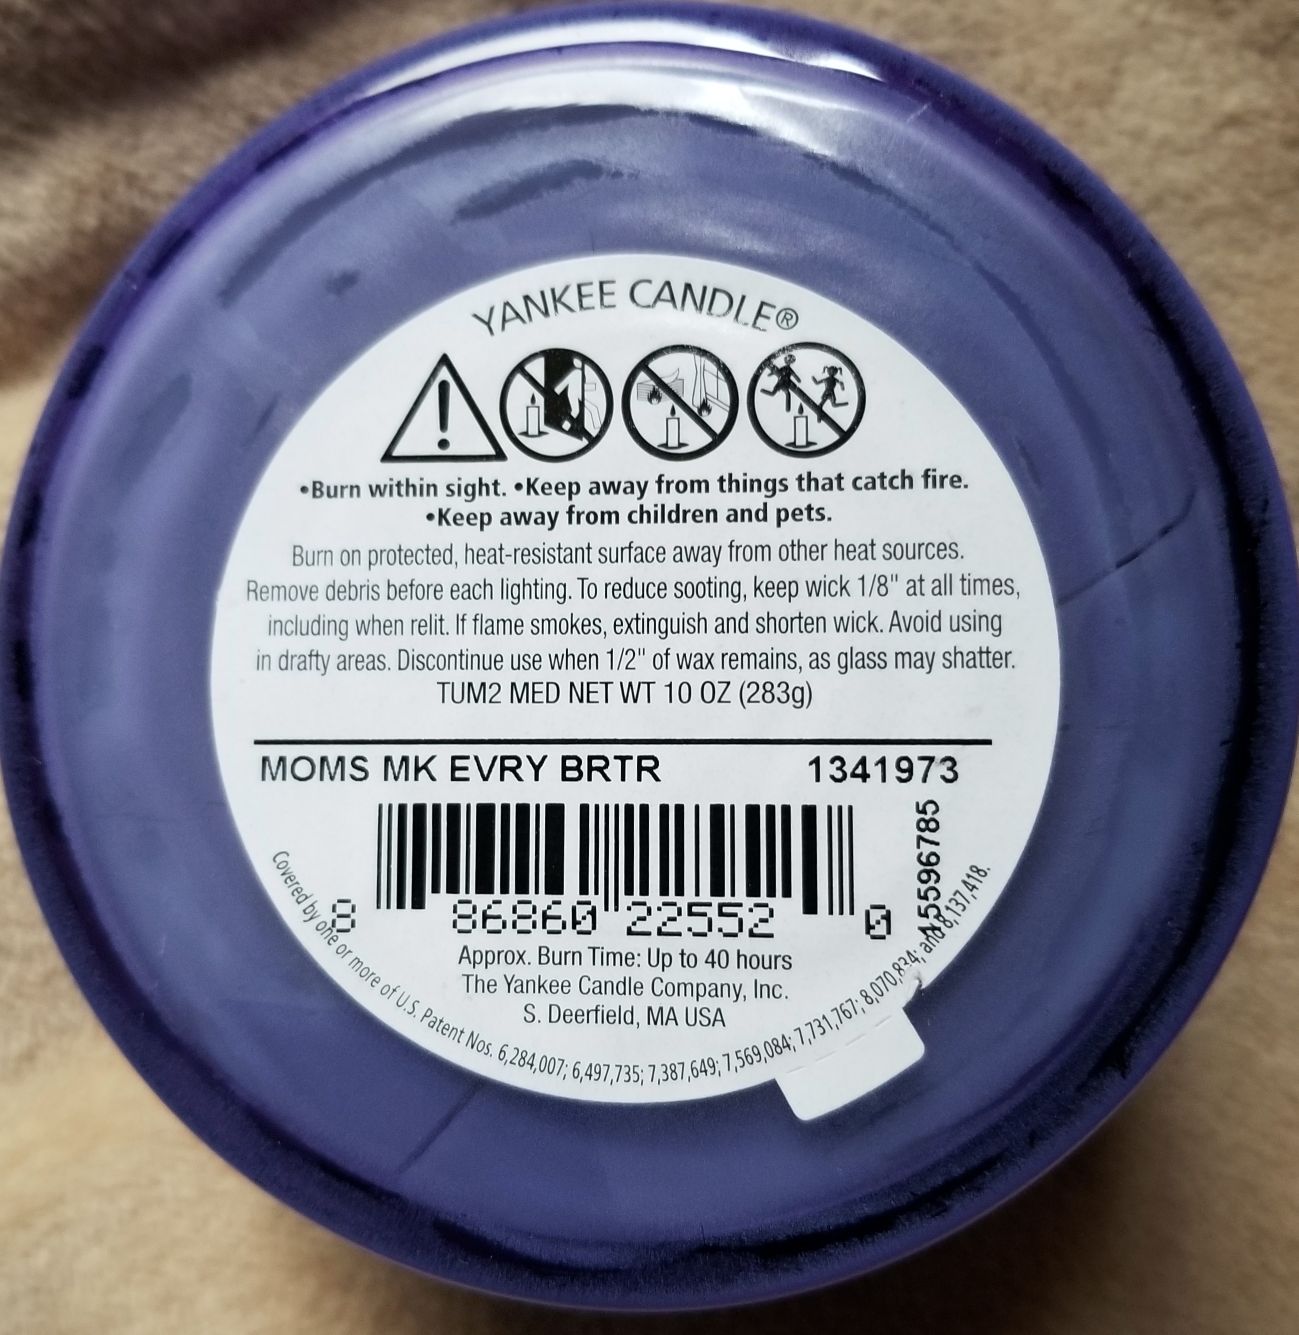 YANKEE CANDLE®
•Burn within sight. •Keep away from things that catch fire.
•Keep away from children and pets.
Burn on protected, heat-resistant surface away from other heat sources.
Remove debris before each lighting. To reduce sooting, keep wick 1/8" at all times,
including when relit. If flame smokes, extinguish and shorten wick. Avoid using
in drafty areas. Discontinue use when 1/2" of wax remains, as glass may shatter.
TUM2 MED NET WT 10 OZ (283g)
MOMS MK EVRY BRTR 1341973
8 86860 22552 0
15596785
Approx. Burn Time: Up to 40 hours
The Yankee Candle Company, Inc.
S. Deerfield, MA USA
Covered by one or more of U.S. Patent Nos. 6,284,007; 6,497,735; 7,387,649; 7,569,084; 7,731,767; 8,070,834; and 8,137,418.